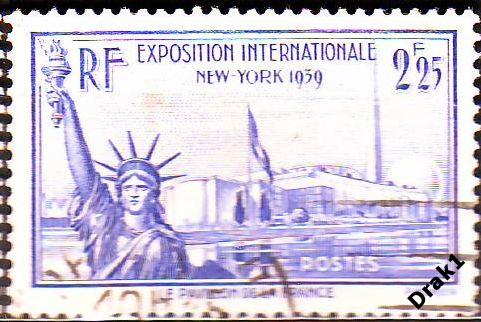 RF
EXPOSITION INTERNATIONALE
NEW-YORK 1939
2F25
POSTES
LE PAVILLON DE LA FRANCE
Drak1